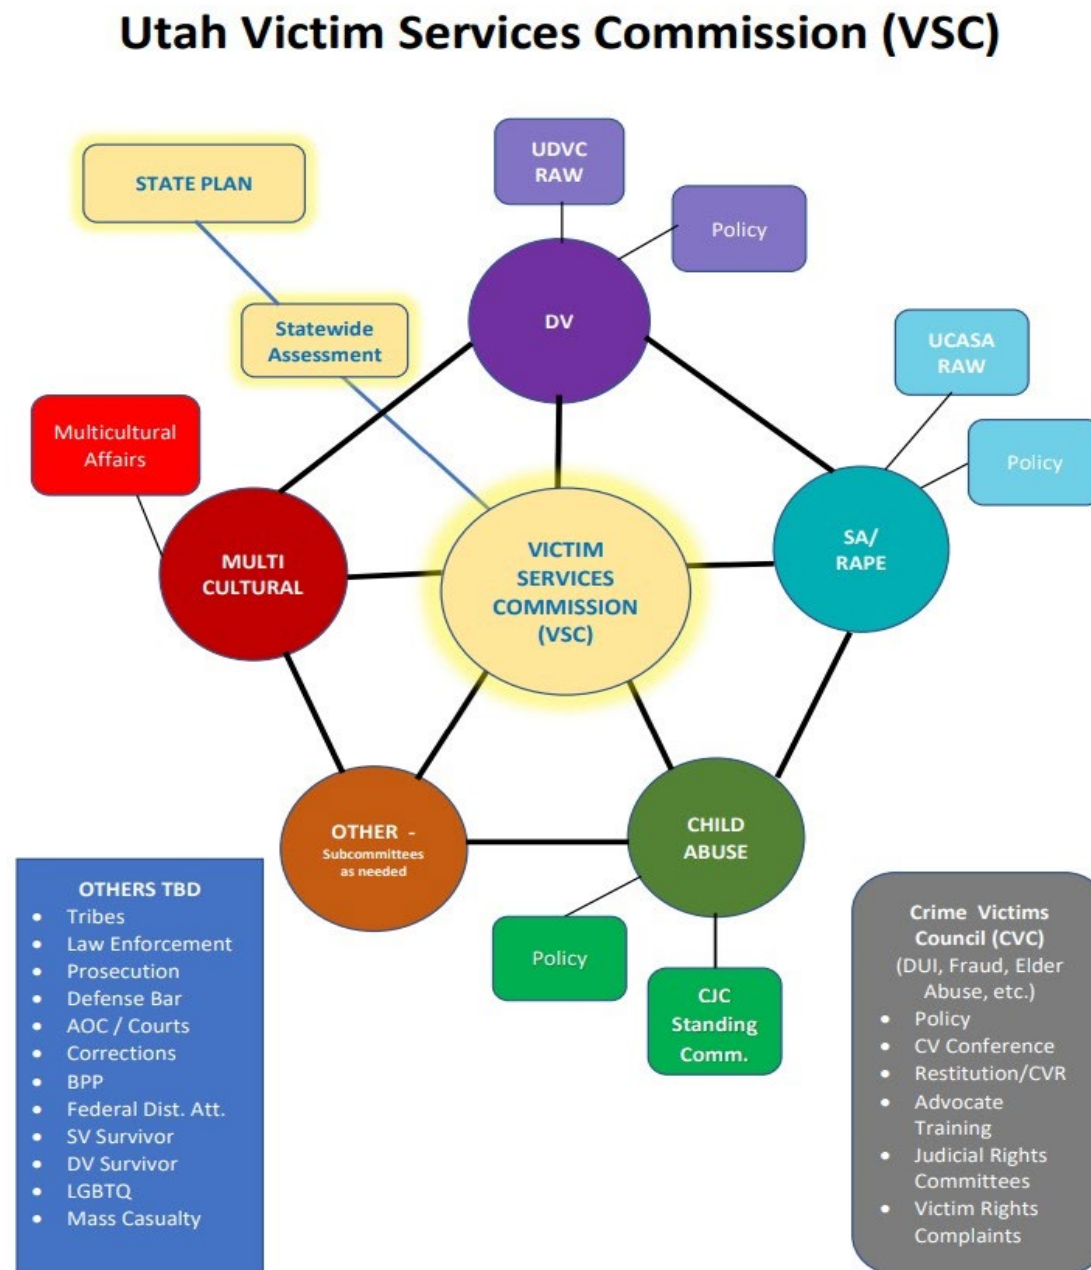 Utah Victim Services Commission (VSC)
UDVC
RAW
STATE PLAN
Policy
DV
Statewide
Assessment
UCASA
RAW
Multicultural
Affairs
Policy
MULTI
CULTURAL
VICTIM
SERVICES
COMMISSION
(VSC)
SA/
RAPE
OTHER -
Subcommittees
as needed
CHILD
ABUSE
Policy
CJC
Standing
Comm.
OTHERS TBD
• Tribes
• Law Enforcement
• Prosecution
• Defense Bar
• AOC / Courts
• Corrections
• BPP
• Federal Dist. Att.
• SV Survivor
• DV Survivor
• LGBTQ
• Mass Casualty
Crime Victims
Council (CVC)
(DUI, Fraud, Elder
Abuse, etc.)
• Policy
• CV Conference
• Restitution/CVR
• Advocate
Training
• Judicial Rights
Committees
• Victim Rights
Complaints